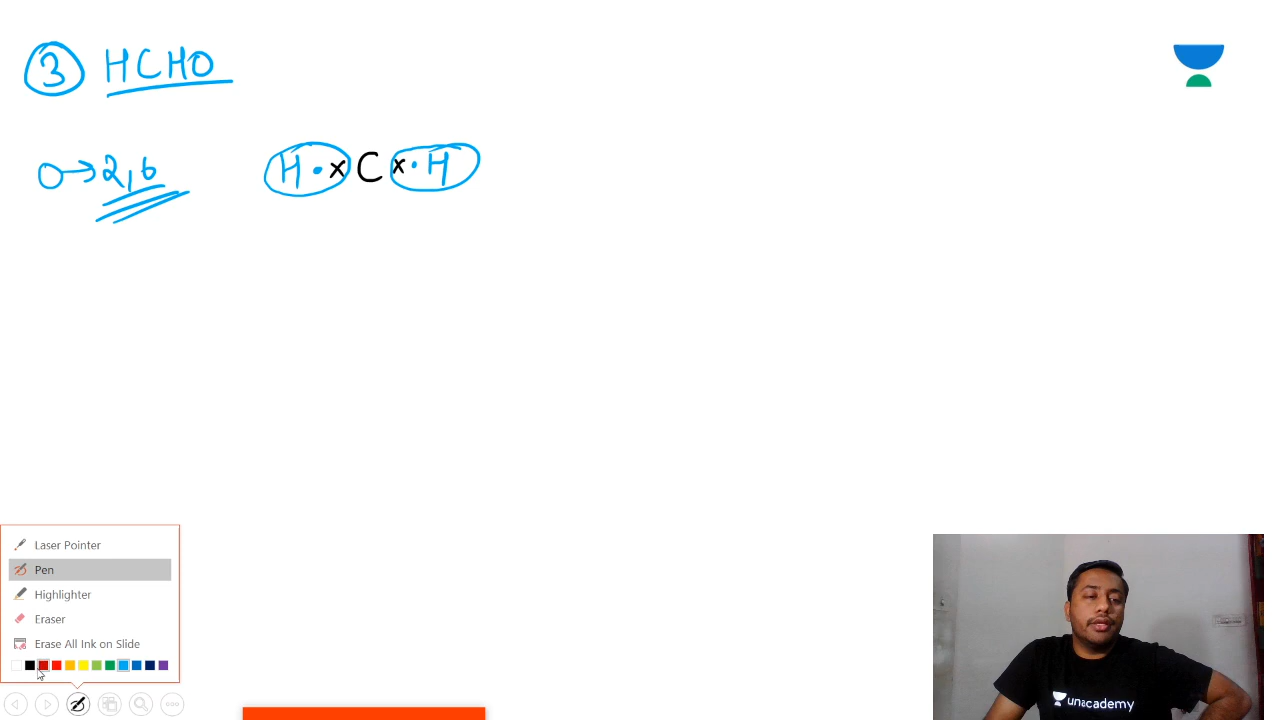 3 HCHO
O → 2, 6
H • x C x • H
Laser Pointer
Pen
Highlighter
Eraser
Erase All Ink on Slide
unacademy